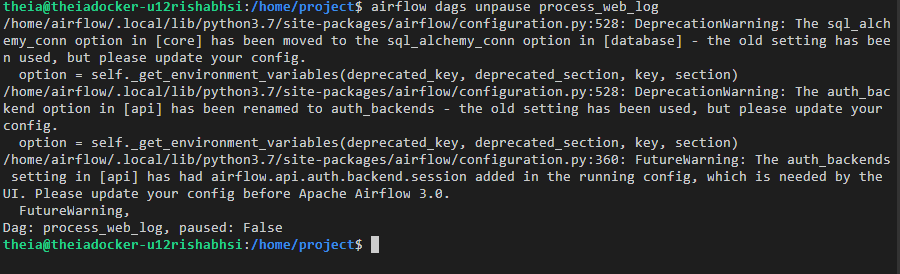 theia@theiadocker-u12rishabhsi:/home/project$ airflow dags unpause process_web_log
/home/airflow/.local/lib/python3.7/site-packages/airflow/configuration.py:528: DeprecationWarning: The sql_alch
emy_conn option in [core] has been moved to the sql_alchemy_conn option in [database] - the old setting has bee
n used, but please update your config.
  option = self._get_environment_variables(deprecated_key, deprecated_section, key, section)
/home/airflow/.local/lib/python3.7/site-packages/airflow/configuration.py:528: DeprecationWarning: The auth_bac
kend option in [api] has been renamed to auth_backends - the old setting has been used, but please update your
config.
  option = self._get_environment_variables(deprecated_key, deprecated_section, key, section)
/home/airflow/.local/lib/python3.7/site-packages/airflow/configuration.py:360: FutureWarning: The auth_backends
 setting in [api] has had airflow.api.auth.backend.session added in the running config, which is needed by the
UI. Please update your config before Apache Airflow 3.0.
  FutureWarning,
Dag: process_web_log, paused: False
theia@theiadocker-u12rishabhsi:/home/project$